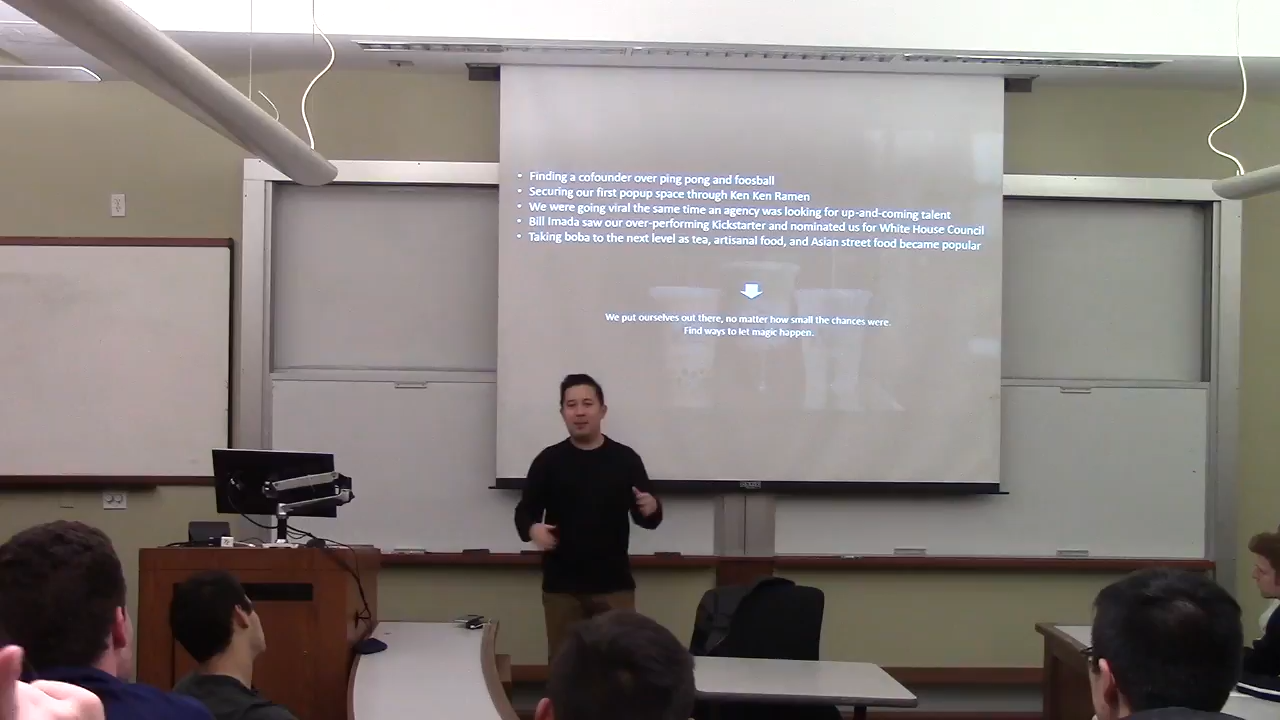 • Finding a cofounder over ping pong and foosball
• Securing our first popup space through Ken Ken Ramen
• We were going viral the same time an agency was looking for up-and-coming talent
• Bill Imada saw our over-performing Kickstarter and nominated us for White House Council
• Taking boba to the next level as tea, artisanal food, and Asian street food became popular
We put ourselves out there, no matter how small the chances were.
Find ways to let magic happen.